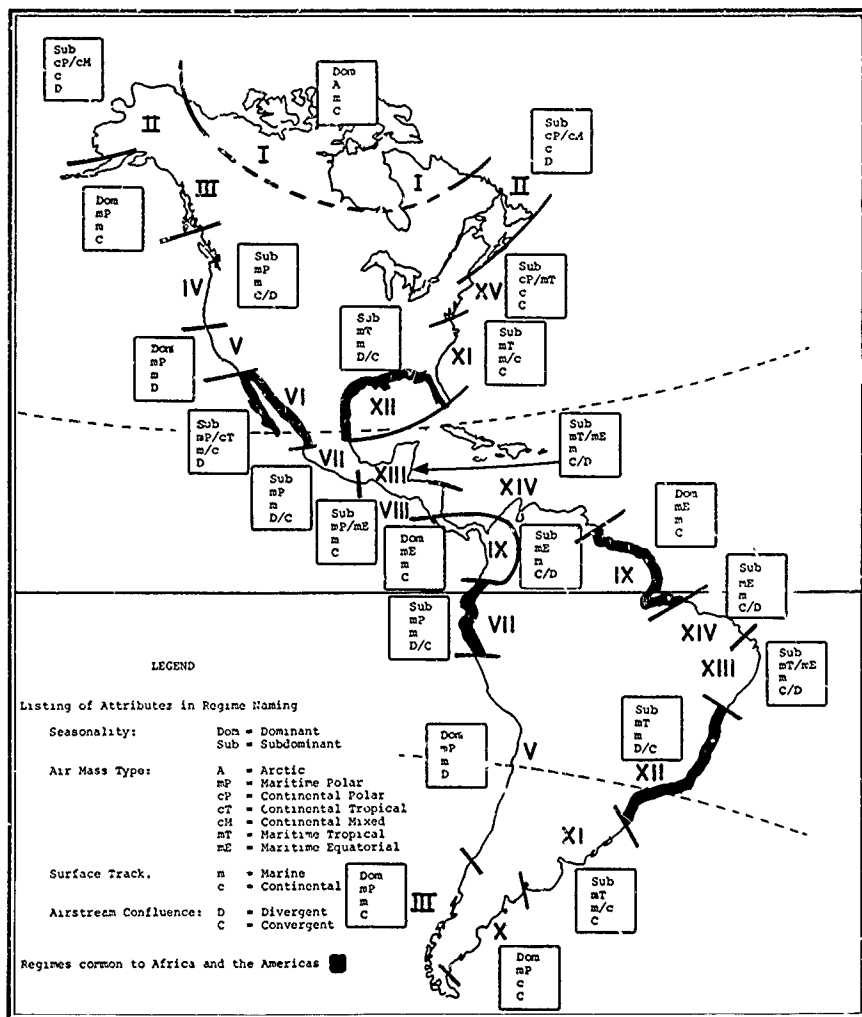 Sub
cP/cM
c
D
Dom
A
m
C
Sub
cP/cA
c
D
II
I
I
II
III
Dom
mP
m
C
Sub
mP
m
C/D
IV
Sub
cP/mT
c
C
XV
Sub
mT
m
D/C
Sub
mT
m/c
C
XI
V
Dom
mP
m
D
VI
XII
Sub
mP/cT
m/c
D
Sub
mT/mE
m
C/D
VII
XIII
Sub
mP
m
D/C
XIV
VIII
Sub
mP/mE
m
C
Dom
mE
m
C
Dom
mE
m
C
IX
Sub
mE
m
C/D
IX
Sub
mE
m
C/D
Sub
mP
m
D/C
VII
XIV
XIII
Sub
mT/mE
m
C/D
LEGEND
Listing of Attributes in Regime Naming
Seasonality: Dom = Dominant
Sub = Subdominant
Air Mass Type: A = Arctic
mP = Maritime Polar
cP = Continental Polar
cT = Continental Tropical
cM = Continental Mixed
mT = Maritime Tropical
mE = Maritime Equatorial
Surface Track. m = Marine
c = Continental
Airstream Confluence: D = Divergent
C = Convergent
Regimes common to Africa and the Americas
Dom
mP
m
D
V
Sub
mT
m
D/C
XII
XI
Dom
mP
m
C
III
Sub
mT
m/c
C
X
Dom
mP
c
C